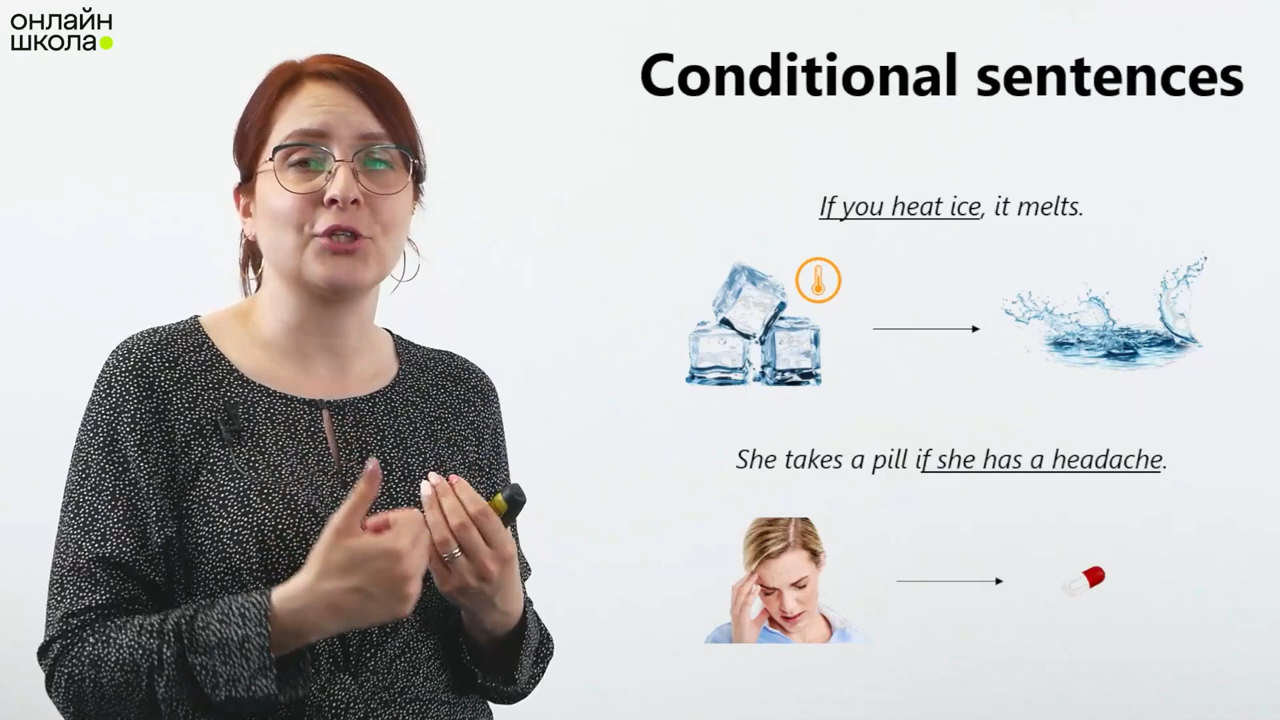 онлайн
школа
Conditional sentences
If you heat ice, it melts.
She takes a pill if she has a headache.